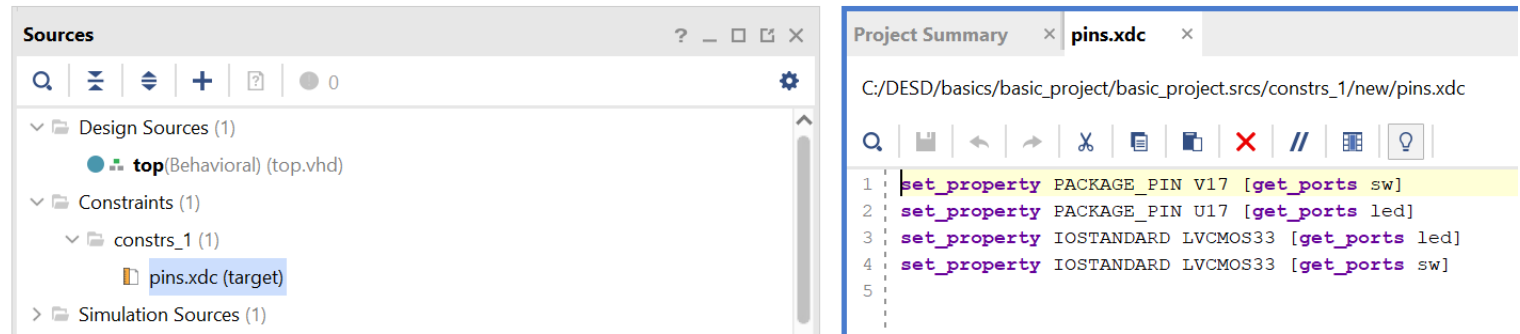 Sources
0
Design Sources (1)
top(Behavioral) (top.vhd)
Constraints (1)
constrs_1 (1)
pins.xdc (target)
Simulation Sources (1)
Project Summary × pins.xdc ×
C:/DESD/basics/basic_project/basic_project.srcs/constrs_1/new/pins.xdc
1 set_property PACKAGE_PIN V17 [get_ports sw]
2 set_property PACKAGE_PIN U17 [get_ports led]
3 set_property IOSTANDARD LVCMOS33 [get_ports led]
4 set_property IOSTANDARD LVCMOS33 [get_ports sw]
5